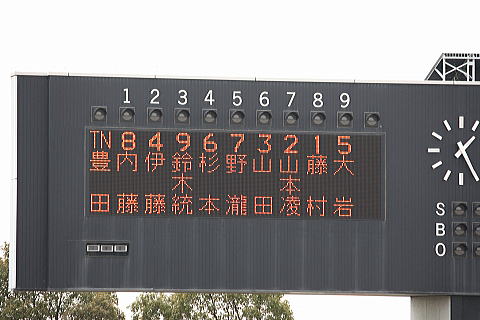 1 2 3 4 5 6 7 8 9
TN 8 4 9 6 7 3 2 1 5
豊田 内藤 伊藤 鈴木統 杉本 野瀧 山田 山本凌 藤村 大岩
S
B
O